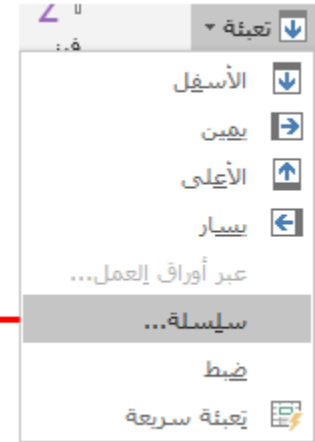 تعبئة
الأسفل
يمين
الأعلى
يسار
عبر أوراق العمل...
سلسلة...
ضبط
تعبئة سريعة